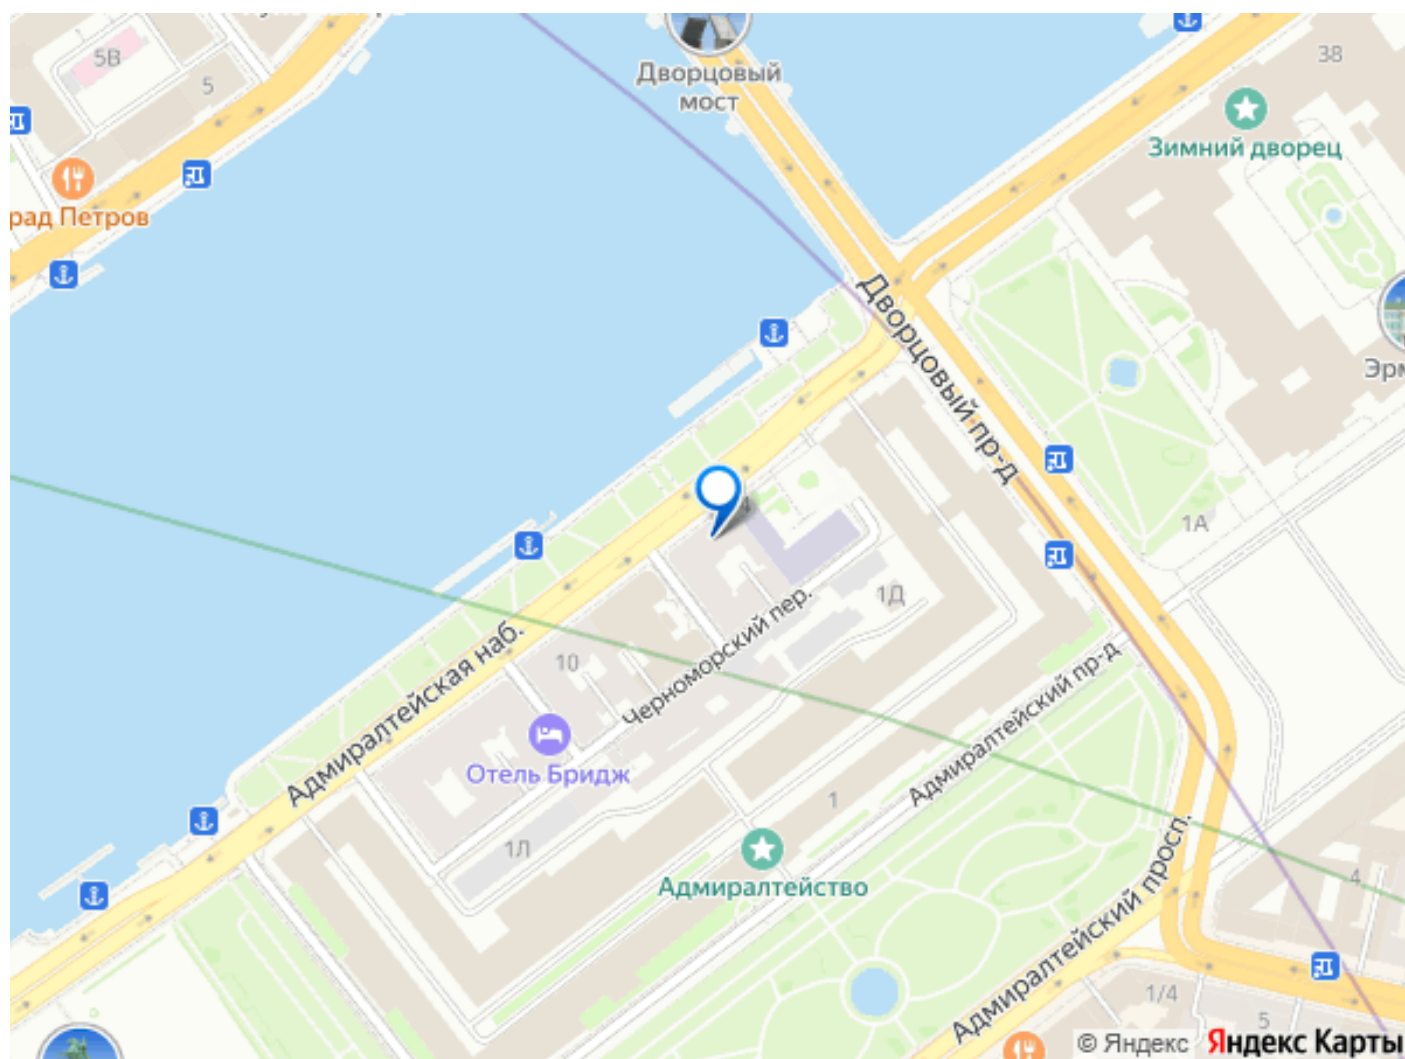 5В
5
Дворцовый
мост
38
Зимний дворец
рад Петров
Дворцовый пр-д
Эрм
4
1А
1Д
Адмиралтейская наб.
10
Черноморский пер.
Отель Бридж
Адмиралтейский пр-д
1
1Л
Адмиралтейство
4
Адмиралтейский просп.
1/4
5
© Яндекс Яндекс Карты